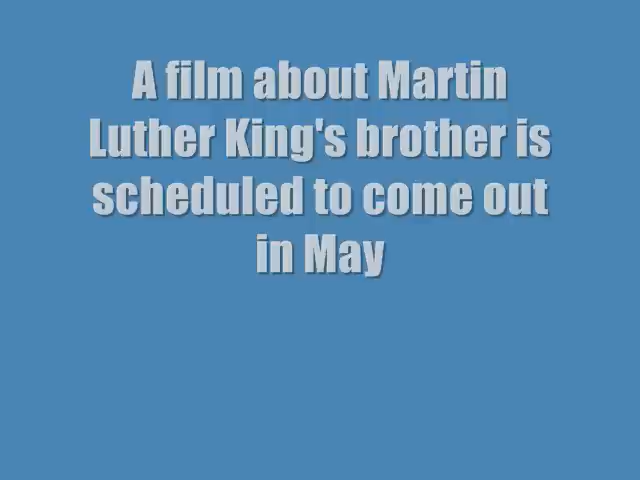 A film about Martin
Luther King's brother is
scheduled to come out
in May